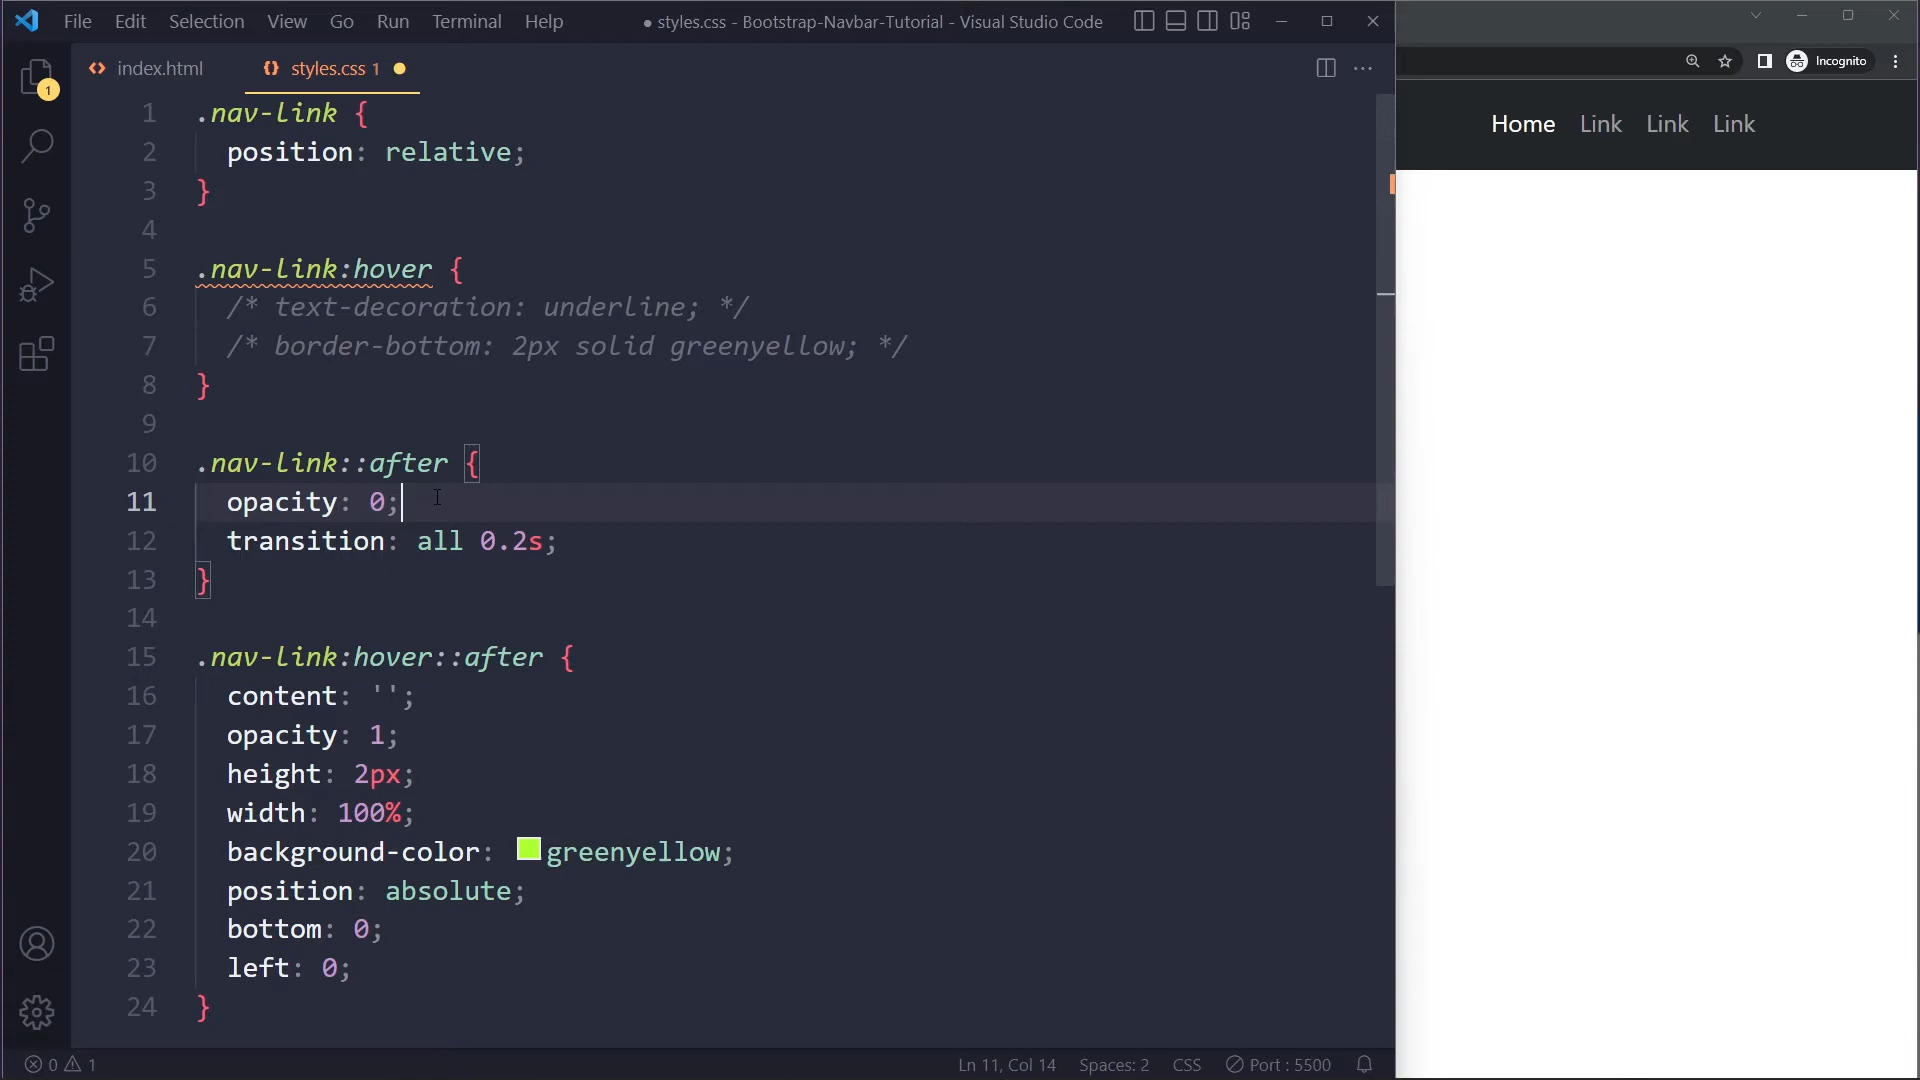 File Edit Selection View Go Run Terminal Help ● styles.css - Bootstrap-Navbar-Tutorial - Visual Studio Code
index.html {} styles.css 1
Incognito
Home Link Link Link
1
1 .nav-link {
2 position: relative;
3 }
4
5 .nav-link:hover {
6 /* text-decoration: underline; */
7 /* border-bottom: 2px solid greenyellow; */
8 }
9
10 .nav-link::after {
11 opacity: 0;
12 transition: all 0.2s;
13 }
14
15 .nav-link:hover::after {
16 content: '';
17 opacity: 1;
18 height: 2px;
19 width: 100%;
20 background-color: greenyellow;
21 position: absolute;
22 bottom: 0;
23 left: 0;
24 }
0 1 Ln 11, Col 14 Spaces: 2 CSS Port : 5500